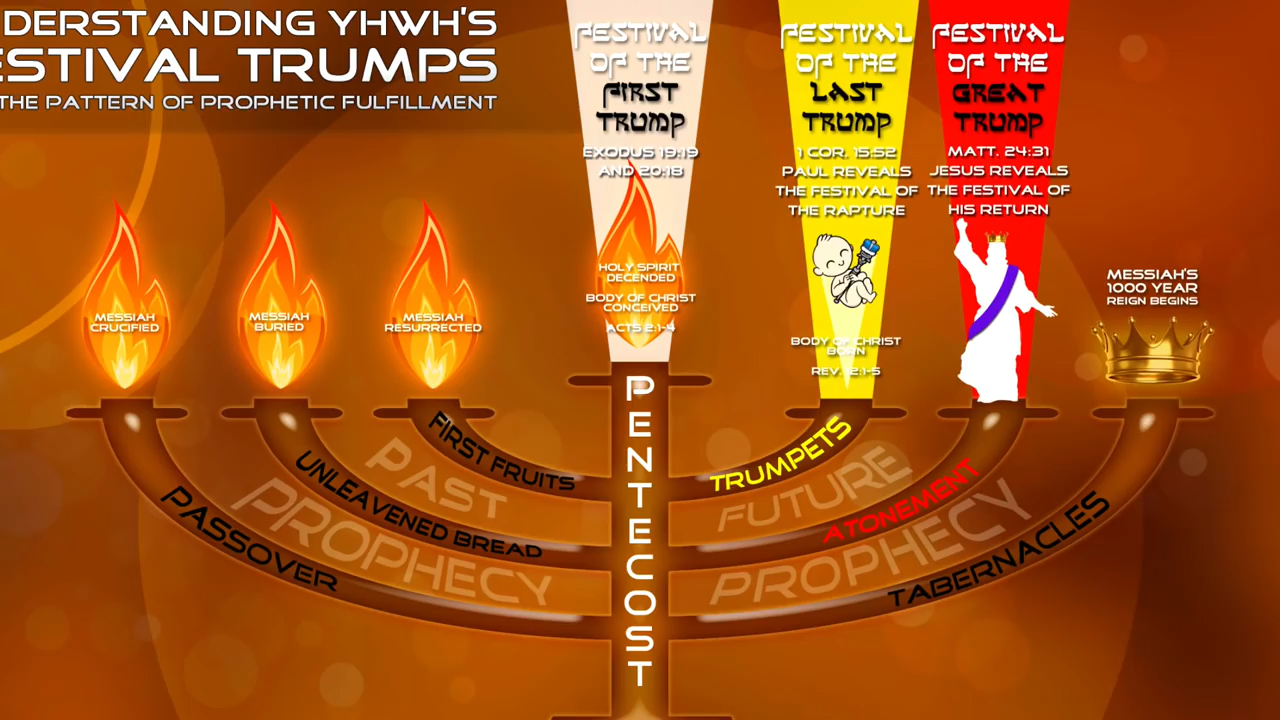 DERSTANDING YHWH'S
ESTIVAL TRUMPS
THE PATTERN OF PROPHETIC FULFILLMENT
FESTIVAL
OF THE
FIRST
TRUMP
EXODUS 19:19
AND 20:18
HOLY SPIRIT
DECENDED
BODY OF CHRIST
CONCEIVED
ACTS 2:1-4
FESTIVAL
OF THE
LAST
TRUMP
1 COR. 15:52
PAUL REVEALS
THE FESTIVAL OF
THE RAPTURE
BODY OF CHRIST
BORN
REV. 12:1-5
FESTIVAL
OF THE
GREAT
TRUMP
MATT. 24:31
JESUS REVEALS
THE FESTIVAL OF
HIS RETURN
MESSIAH
CRUCIFIED
MESSIAH
BURIED
MESSIAH
RESURRECTED
MESSIAH'S
1000 YEAR
REIGN BEGINS
PASSOVER
UNLEAVENED BREAD
FIRST FRUITS
PENTECOST
TRUMPETS
ATONEMENT
TABERNACLES
PAST
PROPHECY
FUTURE
PROPHECY